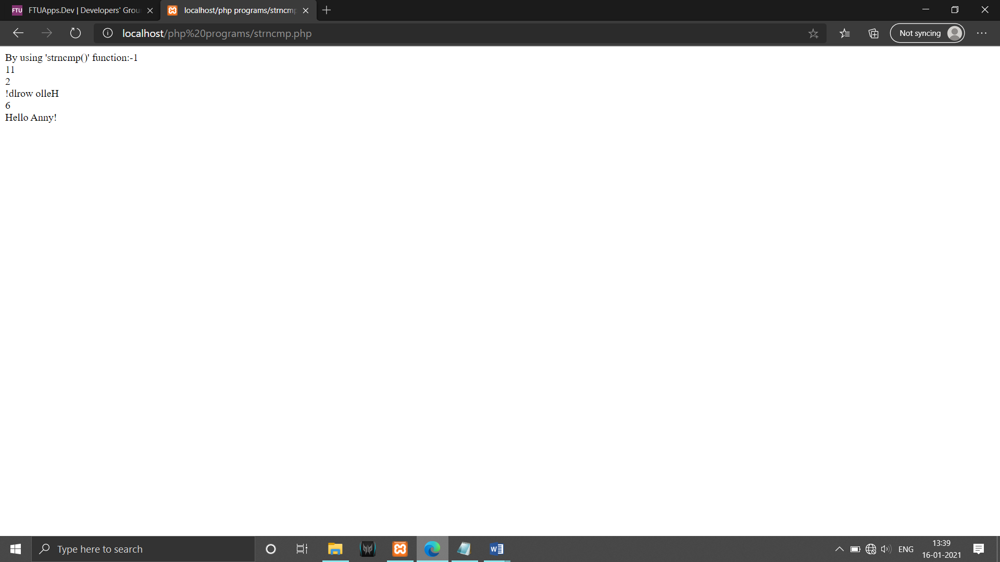 FTU FTUApps.Dev | Developers' Grou
localhost/php programs/strncmp
localhost/php%20programs/strncmp.php
Not syncing
By using 'strncmp()' function:-1
11
2
!dlrow olleH
6
Hello Anny!
Type here to search
W
ENG
13:39
16-01-2021